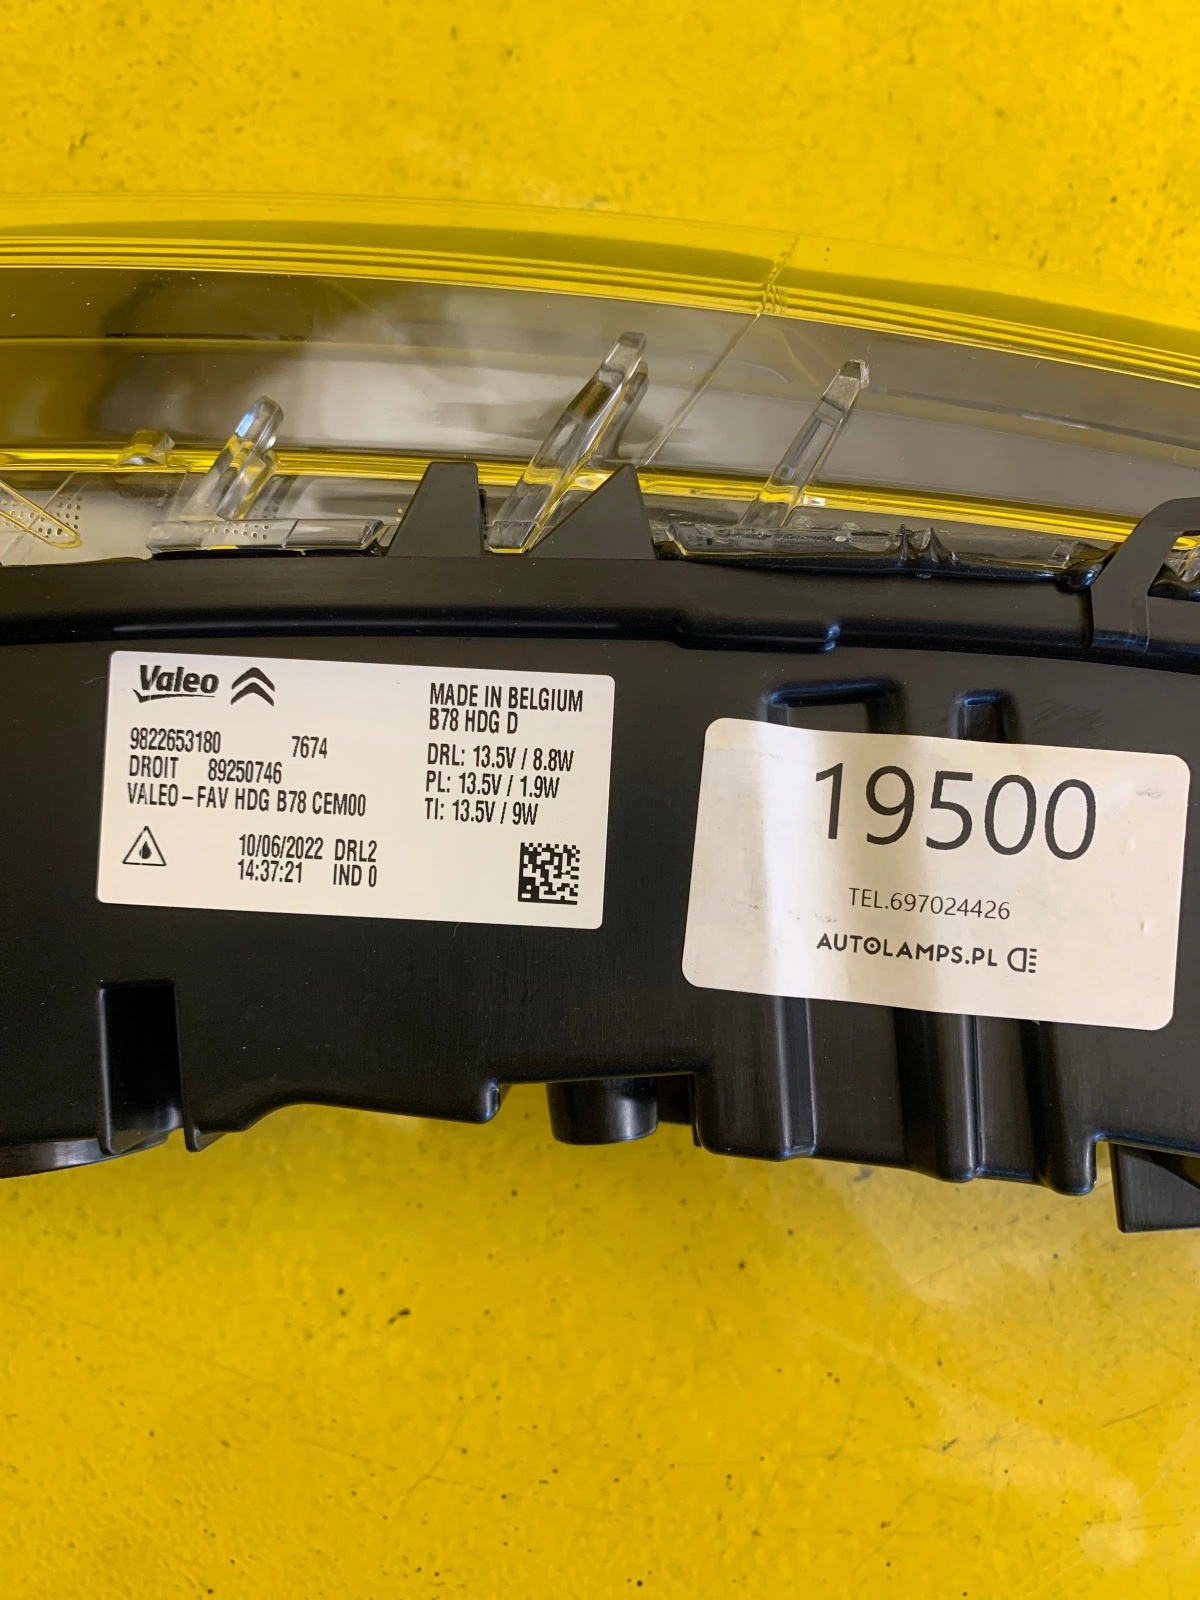 Valeo
9822653180 7674
DROIT 89250746
VALEO-FAV HDG B78 CEM00
10/06/2022 DRL2
14:37:21 IND 0
MADE IN BELGIUM
B78 HDG D
DRL: 13.5V / 8.8W
PL: 13.5V / 1.9W
TI: 13.5V / 9W
19500
TEL.697024426
AUTOLAMPS.PL